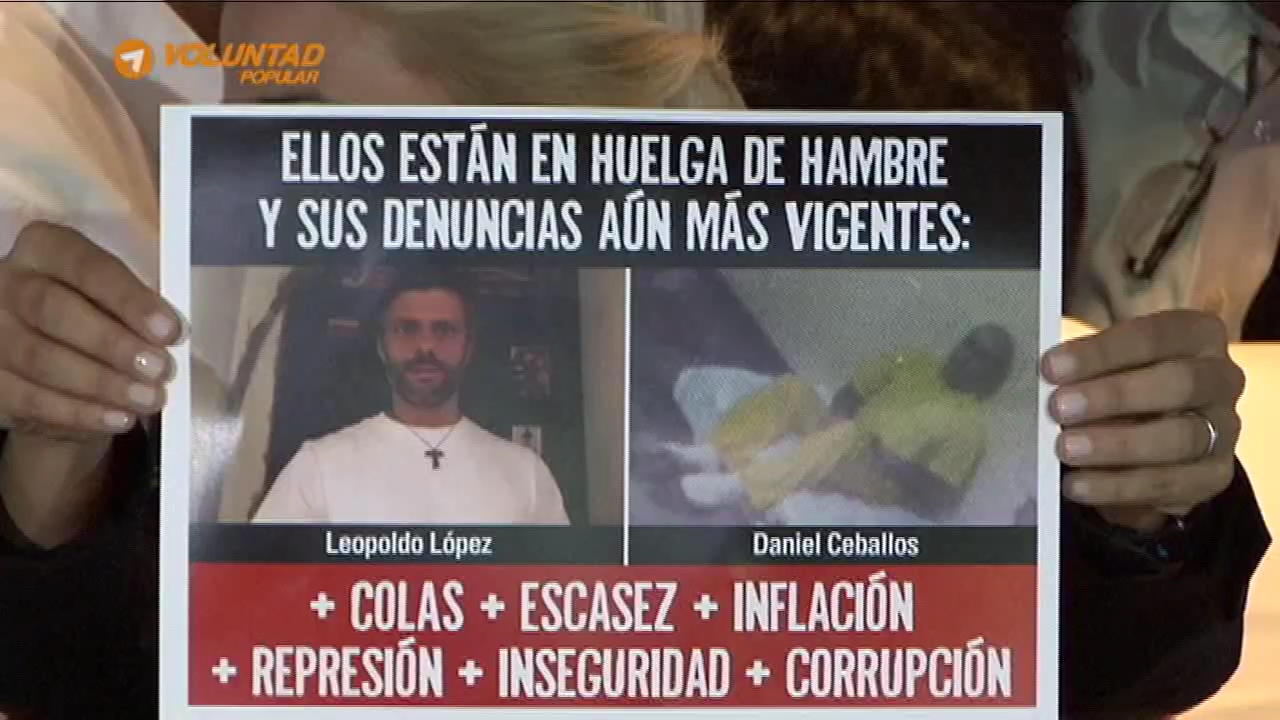 VOLUNTAD
POPULAR
ELLOS ESTÁN EN HUELGA DE HAMBRE
Y SUS DENUNCIAS AÚN MÁS VIGENTES:
Leopoldo López
Daniel Ceballos
+ COLAS + ESCASEZ + INFLACIÓN
+ REPRESIÓN + INSEGURIDAD + CORRUPCIÓN